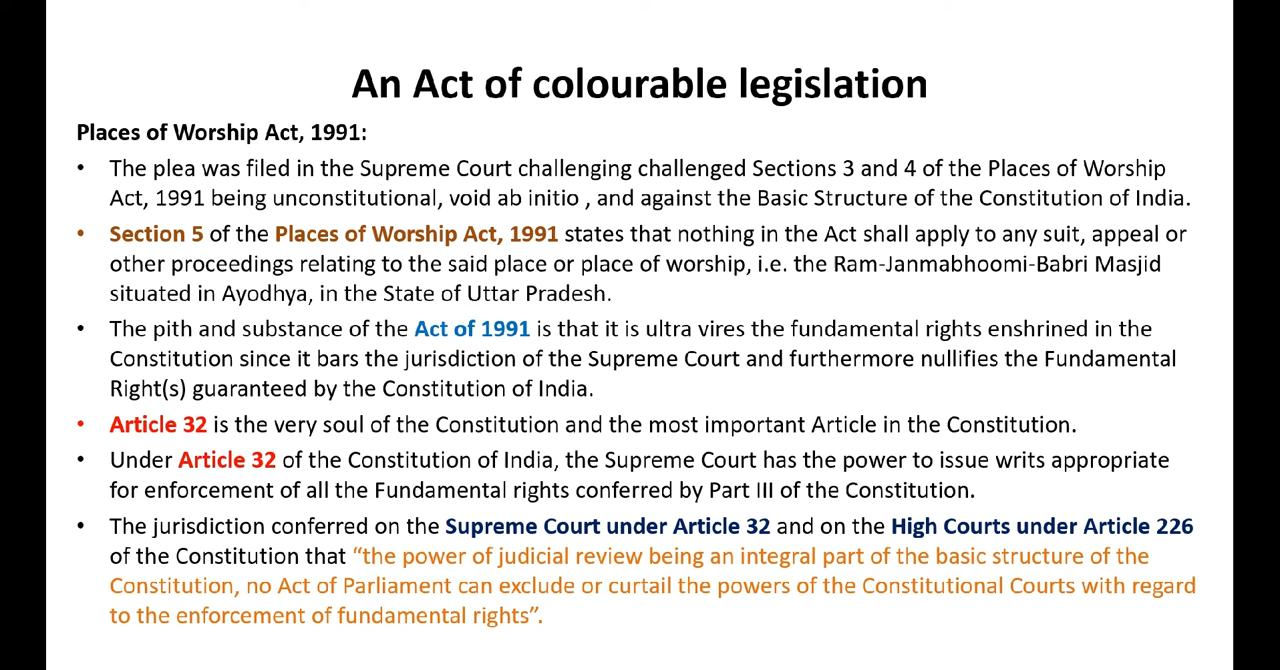 An Act of colourable legislation
Places of Worship Act, 1991:
• The plea was filed in the Supreme Court challenging challenged Sections 3 and 4 of the Places of Worship
Act, 1991 being unconstitutional, void ab initio , and against the Basic Structure of the Constitution of India.
• Section 5 of the Places of Worship Act, 1991 states that nothing in the Act shall apply to any suit, appeal or
other proceedings relating to the said place or place of worship, i.e. the Ram-Janmabhoomi-Babri Masjid
situated in Ayodhya, in the State of Uttar Pradesh.
• The pith and substance of the Act of 1991 is that it is ultra vires the fundamental rights enshrined in the
Constitution since it bars the jurisdiction of the Supreme Court and furthermore nullifies the Fundamental
Right(s) guaranteed by the Constitution of India.
• Article 32 is the very soul of the Constitution and the most important Article in the Constitution.
• Under Article 32 of the Constitution of India, the Supreme Court has the power to issue writs appropriate
for enforcement of all the Fundamental rights conferred by Part III of the Constitution.
• The jurisdiction conferred on the Supreme Court under Article 32 and on the High Courts under Article 226
of the Constitution that “the power of judicial review being an integral part of the basic structure of the
Constitution, no Act of Parliament can exclude or curtail the powers of the Constitutional Courts with regard
to the enforcement of fundamental rights”.